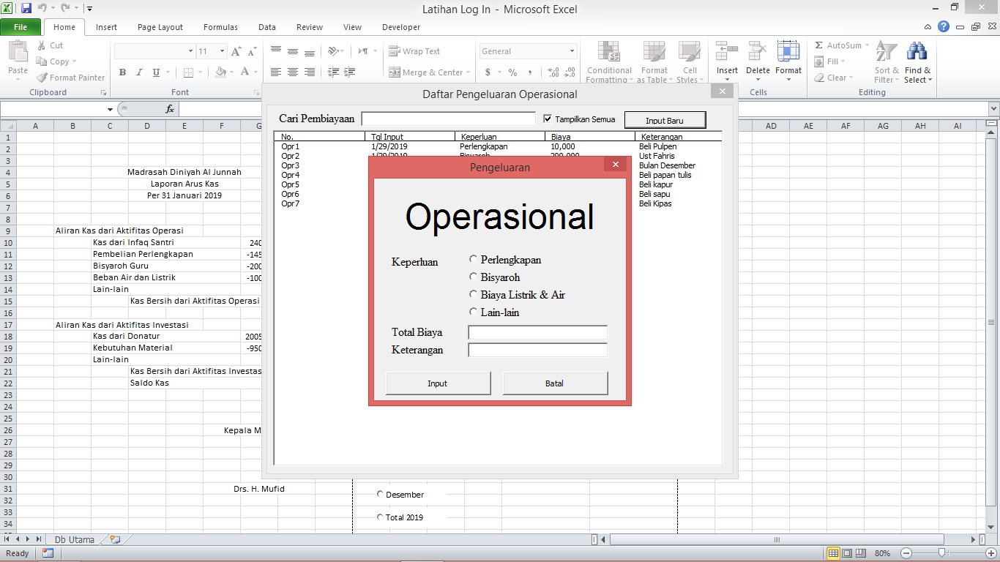 Latihan Log In - Microsoft Excel
File Home Insert Page Layout Formulas Data Review View Developer
Paste
Cut
Copy
Format Painter
Clipboard
11
Font
Wrap Text
Merge & Center
General
Conditional Formatting
Format as Table
Cell Styles
Insert Delete Format
Cells
AutoSum
Fill
Clear
Sort & Filter
Find & Select
Editing
Daftar Pengeluaran Operasional
Cari Pembiayaan Tampilkan Semua Input Baru
No. Tgl Input Keperluan Biaya Keterangan
Opr1 1/29/2019 Perlengkapan 10,000 Beli Pulpen
Opr2 1/29/2019 Bisyaroh 200,000 Ust Fahris
Opr3 Bulan Desember
Opr4 Beli papan tulis
Opr5 Beli kapur
Opr6 Beli sapu
Opr7 Beli Kipas
Pengeluaran
Operasional
Keperluan
Perlengkapan
Bisyaroh
Biaya Listrik & Air
Lain-lain
Total Biaya
Keterangan
Input Batal
A B C D E F G AD AE AF AG AH AI
1
2
3
4 Madrasah Diniyah Al Junnah
5 Laporan Arus Kas
6 Per 31 Januari 2019
7
8
9 Aliran Kas dari Aktifitas Operasi
10 Kas dari Infaq Santri 240
11 Pembelian Perlengkapan -145
12 Bisyaroh Guru -200
13 Beban Air dan Listrik -100
14 Lain-lain
15 Kas Bersih dari Aktifitas Operasi
16
17 Aliran Kas dari Aktifitas Investasi
18 Kas dari Donatur 2005
19 Kebutuhan Material -950
20 Lain-lain
21 Kas Bersih dari Aktifitas Investas
22 Saldo Kas
23
24
25
26 Kepala M
27
28
29
30
31 Drs. H. Mufid
32 Desember
33
34 Total 2019
Db Utama
Ready 80%